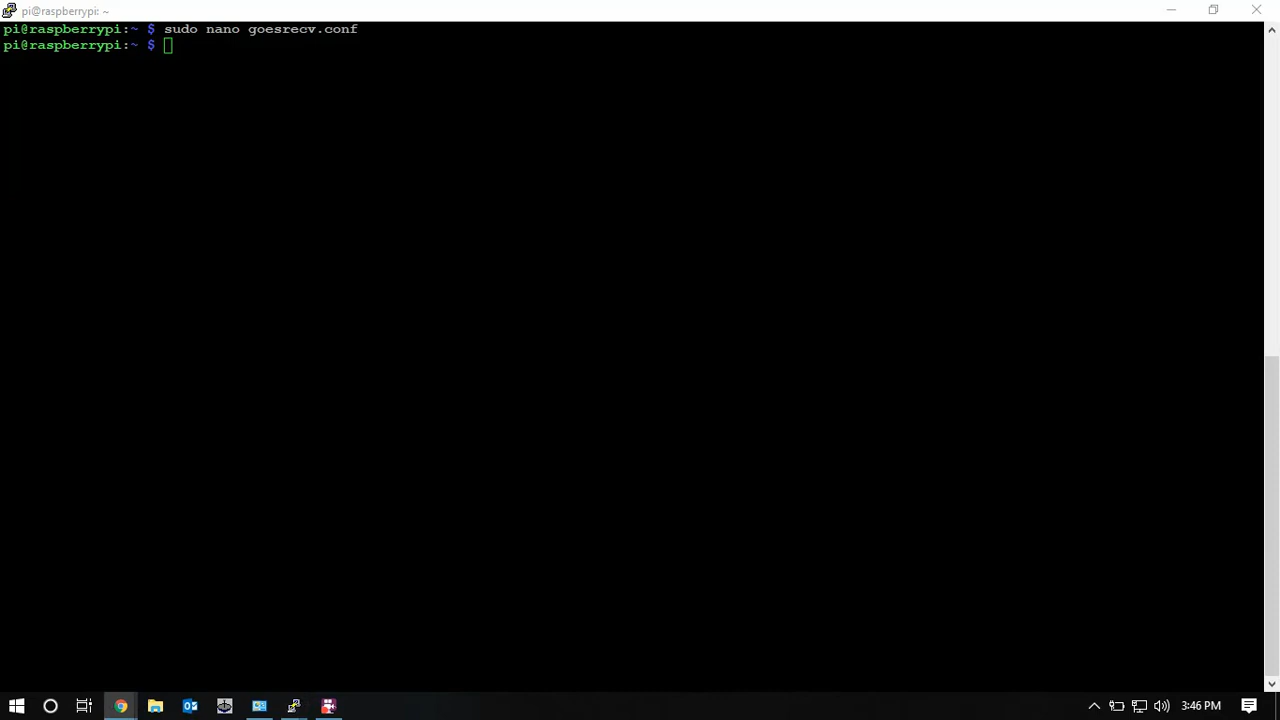 pi@raspberrypi: ~
pi@raspberrypi:~ $ sudo nano goesrecv.conf
pi@raspberrypi:~ $
3:46 PM